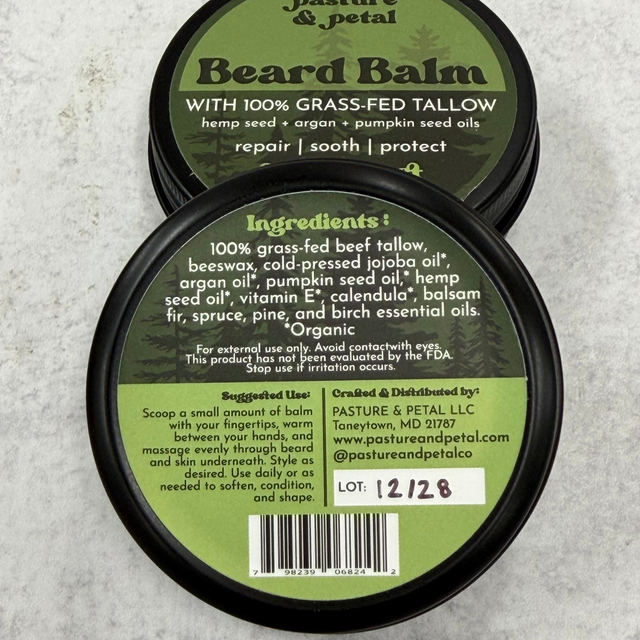 pasture
& petal
Beard Balm
WITH 100% GRASS-FED TALLOW
hemp seed + argan + pumpkin seed oils
repair | sooth | protect
Ingredients:
100% grass-fed beef tallow,
beeswax, cold-pressed jojoba oil*,
argan oil*, pumpkin seed oil,* hemp
seed oil*, vitamin E*, calendula*, balsam
fir, spruce, pine, and birch essential oils.
*Organic
For external use only. Avoid contactwith eyes.
This product has not been evaluated by the FDA.
Stop use if irritation occurs.
Suggested Use:
Scoop a small amount of balm
with your fingertips, warm
between your hands, and
massage evenly through beard
and skin underneath. Style as
desired. Use daily or as
needed to soften, condition,
and shape.
Crafted & Distributed by:
PASTURE & PETAL LLC
Taneytown, MD 21787
www.pastureandpetal.com
@pastureandpetalco
LOT: 12/28
7 98239 06824 2